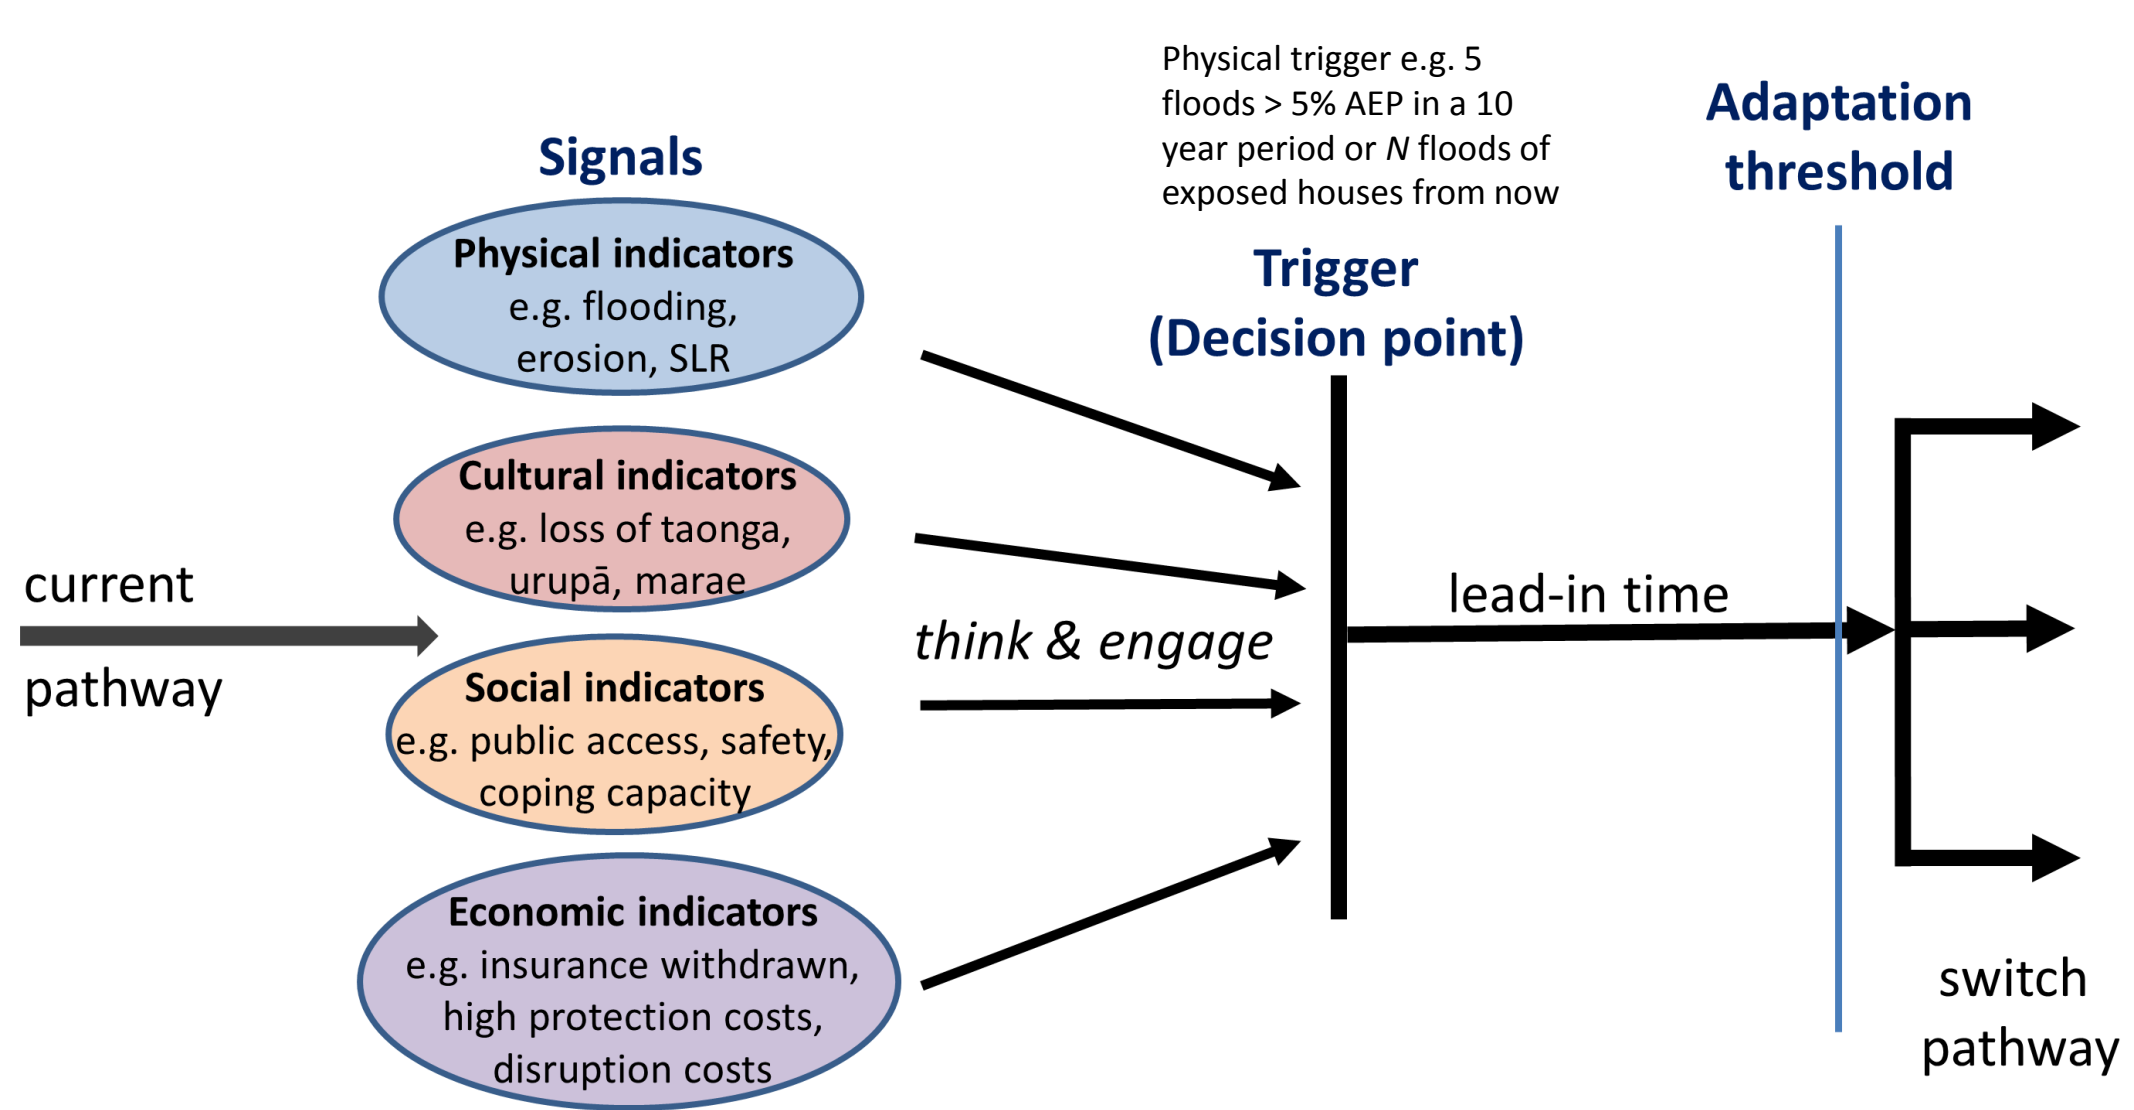 Physical trigger e.g. 5
floods > 5% AEP in a 10
year period or N floods of
exposed houses from now
Adaptation
threshold
Signals
Trigger
(Decision point)
Physical indicators
e.g. flooding,
erosion, SLR
Cultural indicators
e.g. loss of taonga,
urupā, marae
current
pathway
Social indicators
e.g. public access, safety,
coping capacity
Economic indicators
e.g. insurance withdrawn,
high protection costs,
disruption costs
think & engage
lead-in time
switch
pathway